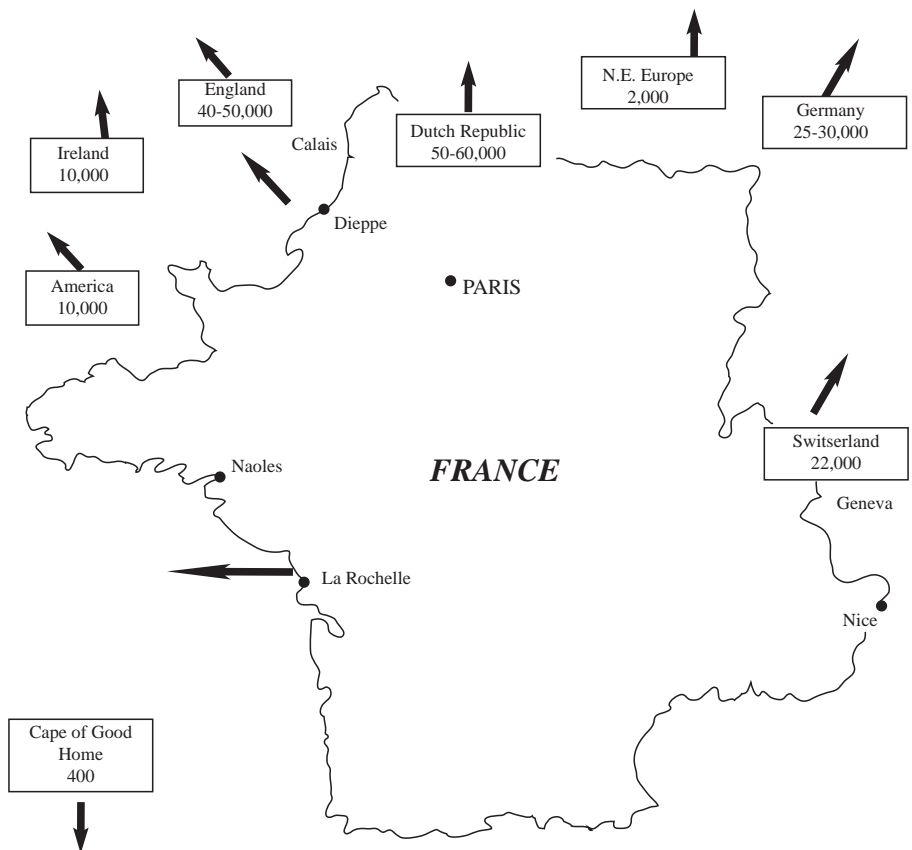 England
40-50,000
N.E. Europe
2,000
Germany
25-30,000
Dutch Republic
50-60,000
Calais
Ireland
10,000
Dieppe
America
10,000
PARIS
Switserland
22,000
Naoles
FRANCE
Geneva
La Rochelle
Nice
Cape of Good
Home
400